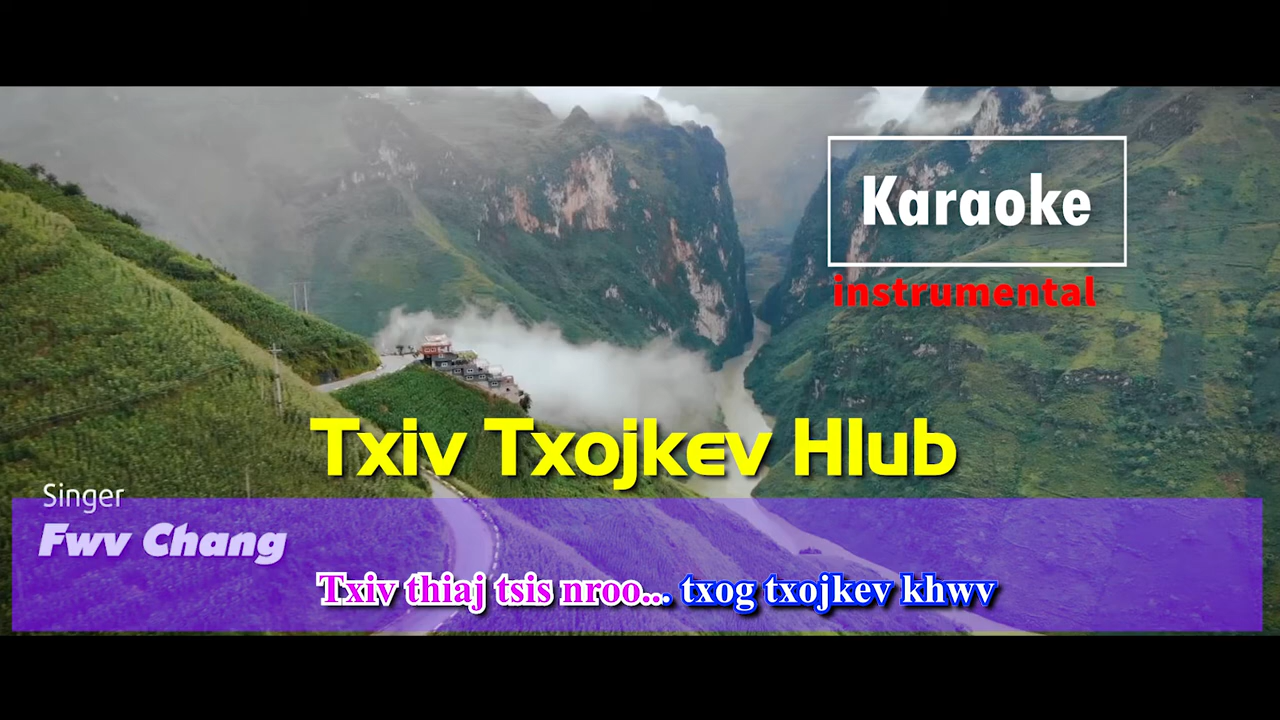 Karaoke
instrumental
Txiv Txojkev Hlub
Singer
Fwv Chang
Txiv thiaj tsis nroo... txog txojkev khwv